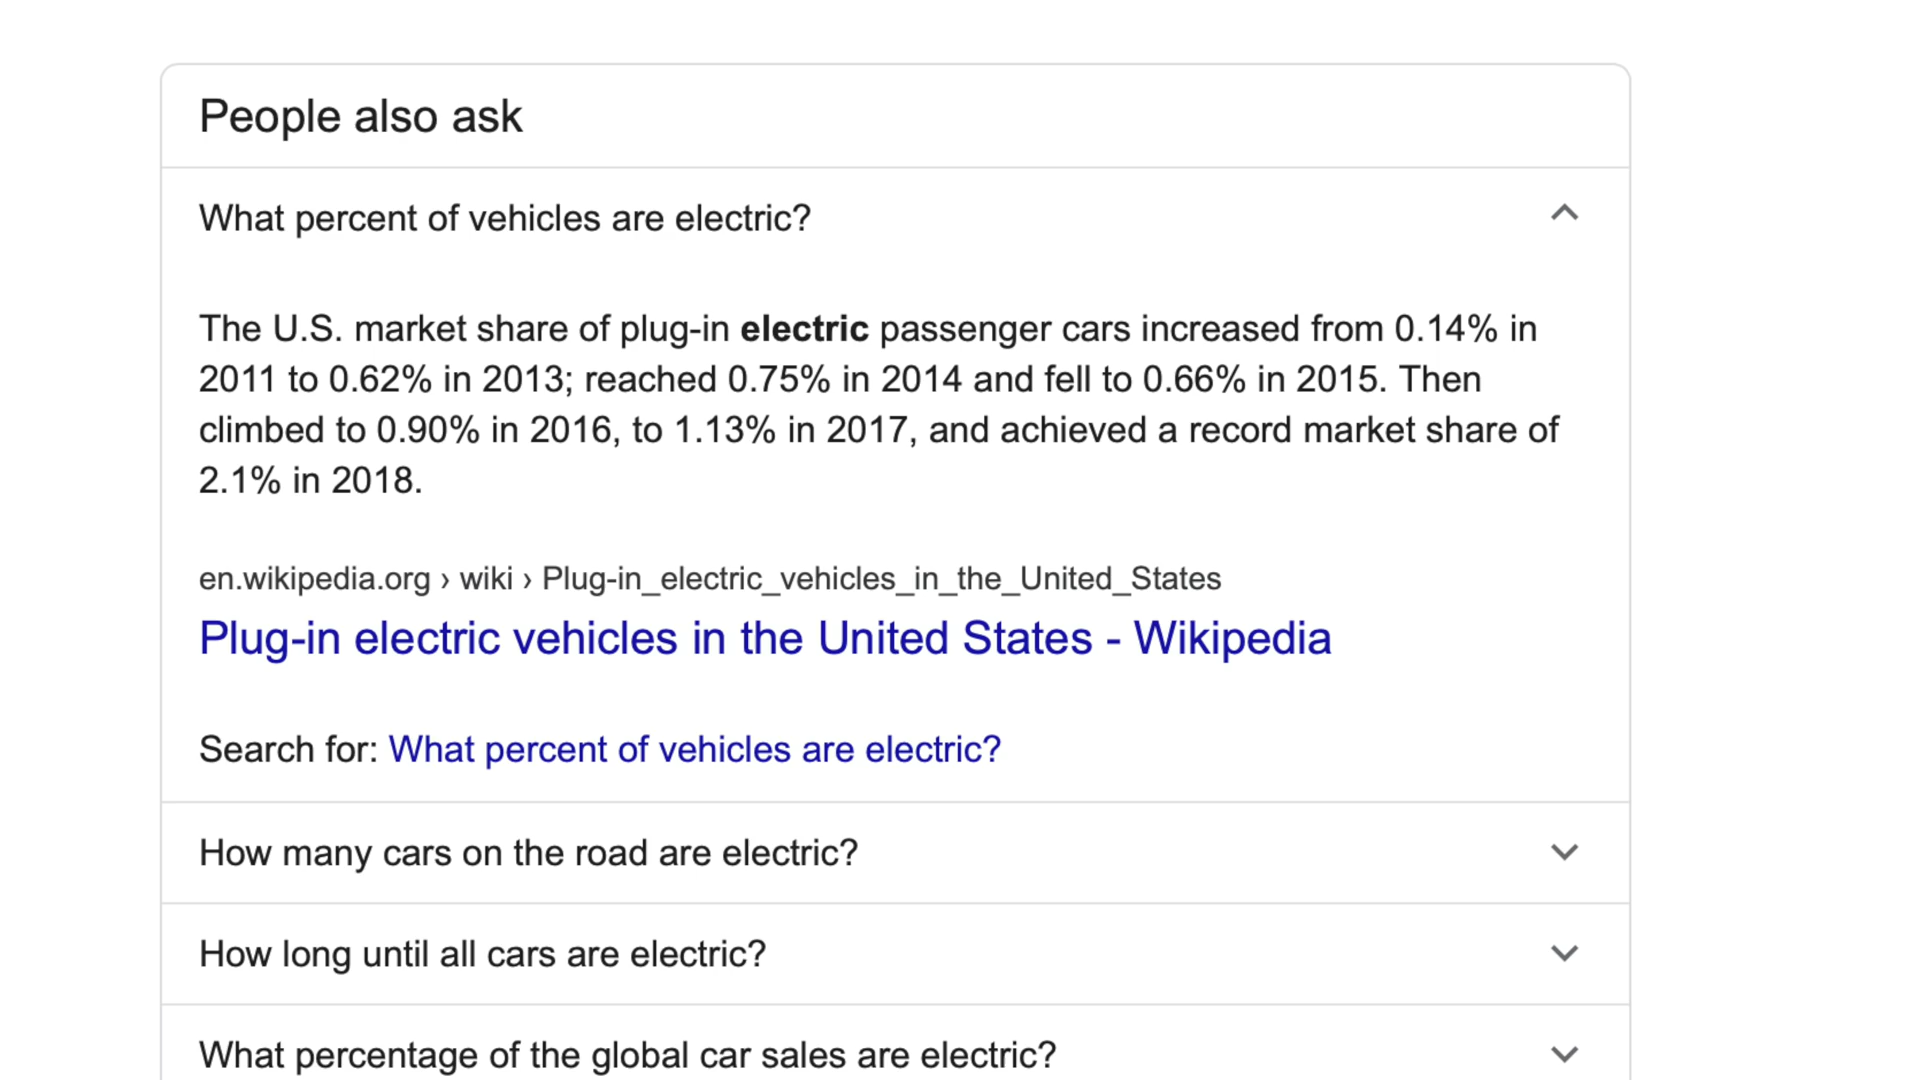 People also ask
What percent of vehicles are electric?
The U.S. market share of plug-in electric passenger cars increased from 0.14% in
2011 to 0.62% in 2013; reached 0.75% in 2014 and fell to 0.66% in 2015. Then
climbed to 0.90% in 2016, to 1.13% in 2017, and achieved a record market share of
2.1% in 2018.
en.wikipedia.org › wiki › Plug-in_electric_vehicles_in_the_United_States
Plug-in electric vehicles in the United States - Wikipedia
Search for: What percent of vehicles are electric?
How many cars on the road are electric?
How long until all cars are electric?
What percentage of the global car sales are electric?